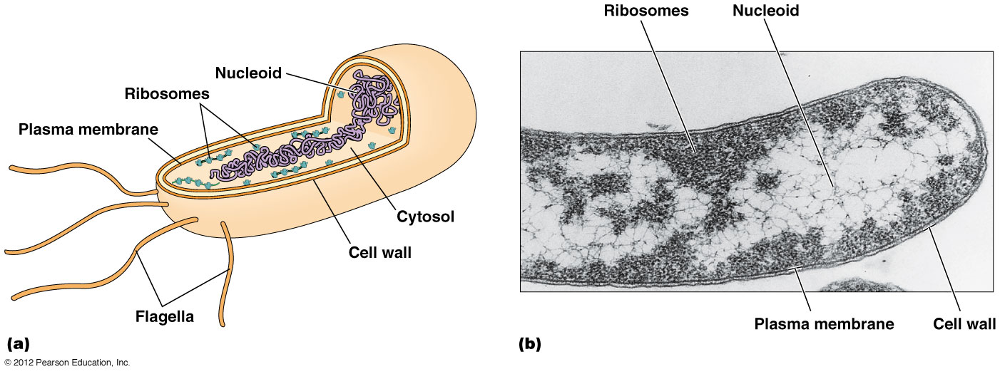 Nucleoid
Ribosomes
Plasma membrane
Cytosol
Cell wall
Flagella
(a)
© 2012 Pearson Education, Inc.
Ribosomes
Nucleoid
Plasma membrane
Cell wall
(b)